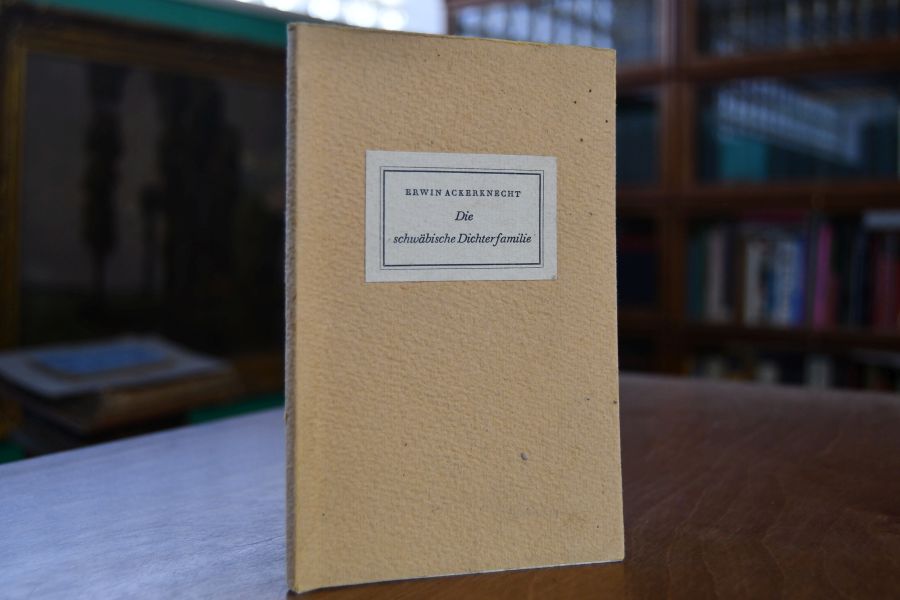 ERWIN ACKERKNECHT
Die
schwäbische Dichterfamilie